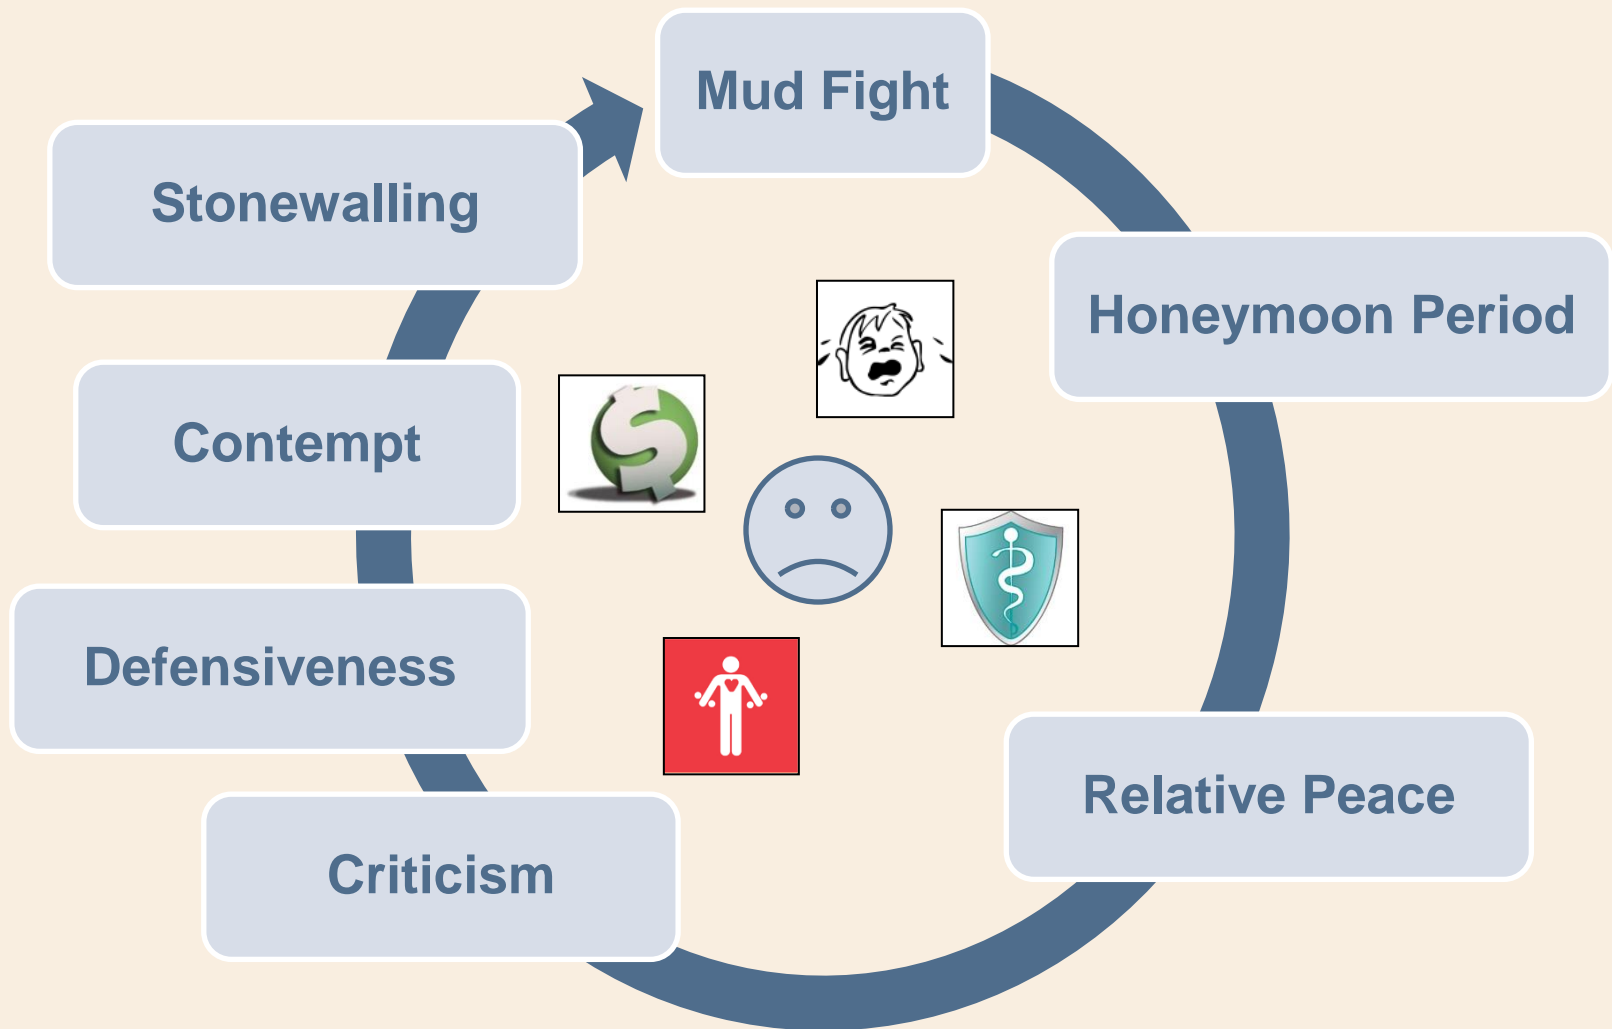 Mud Fight
Honeymoon Period
Relative Peace
Criticism
Defensiveness
Contempt
Stonewalling